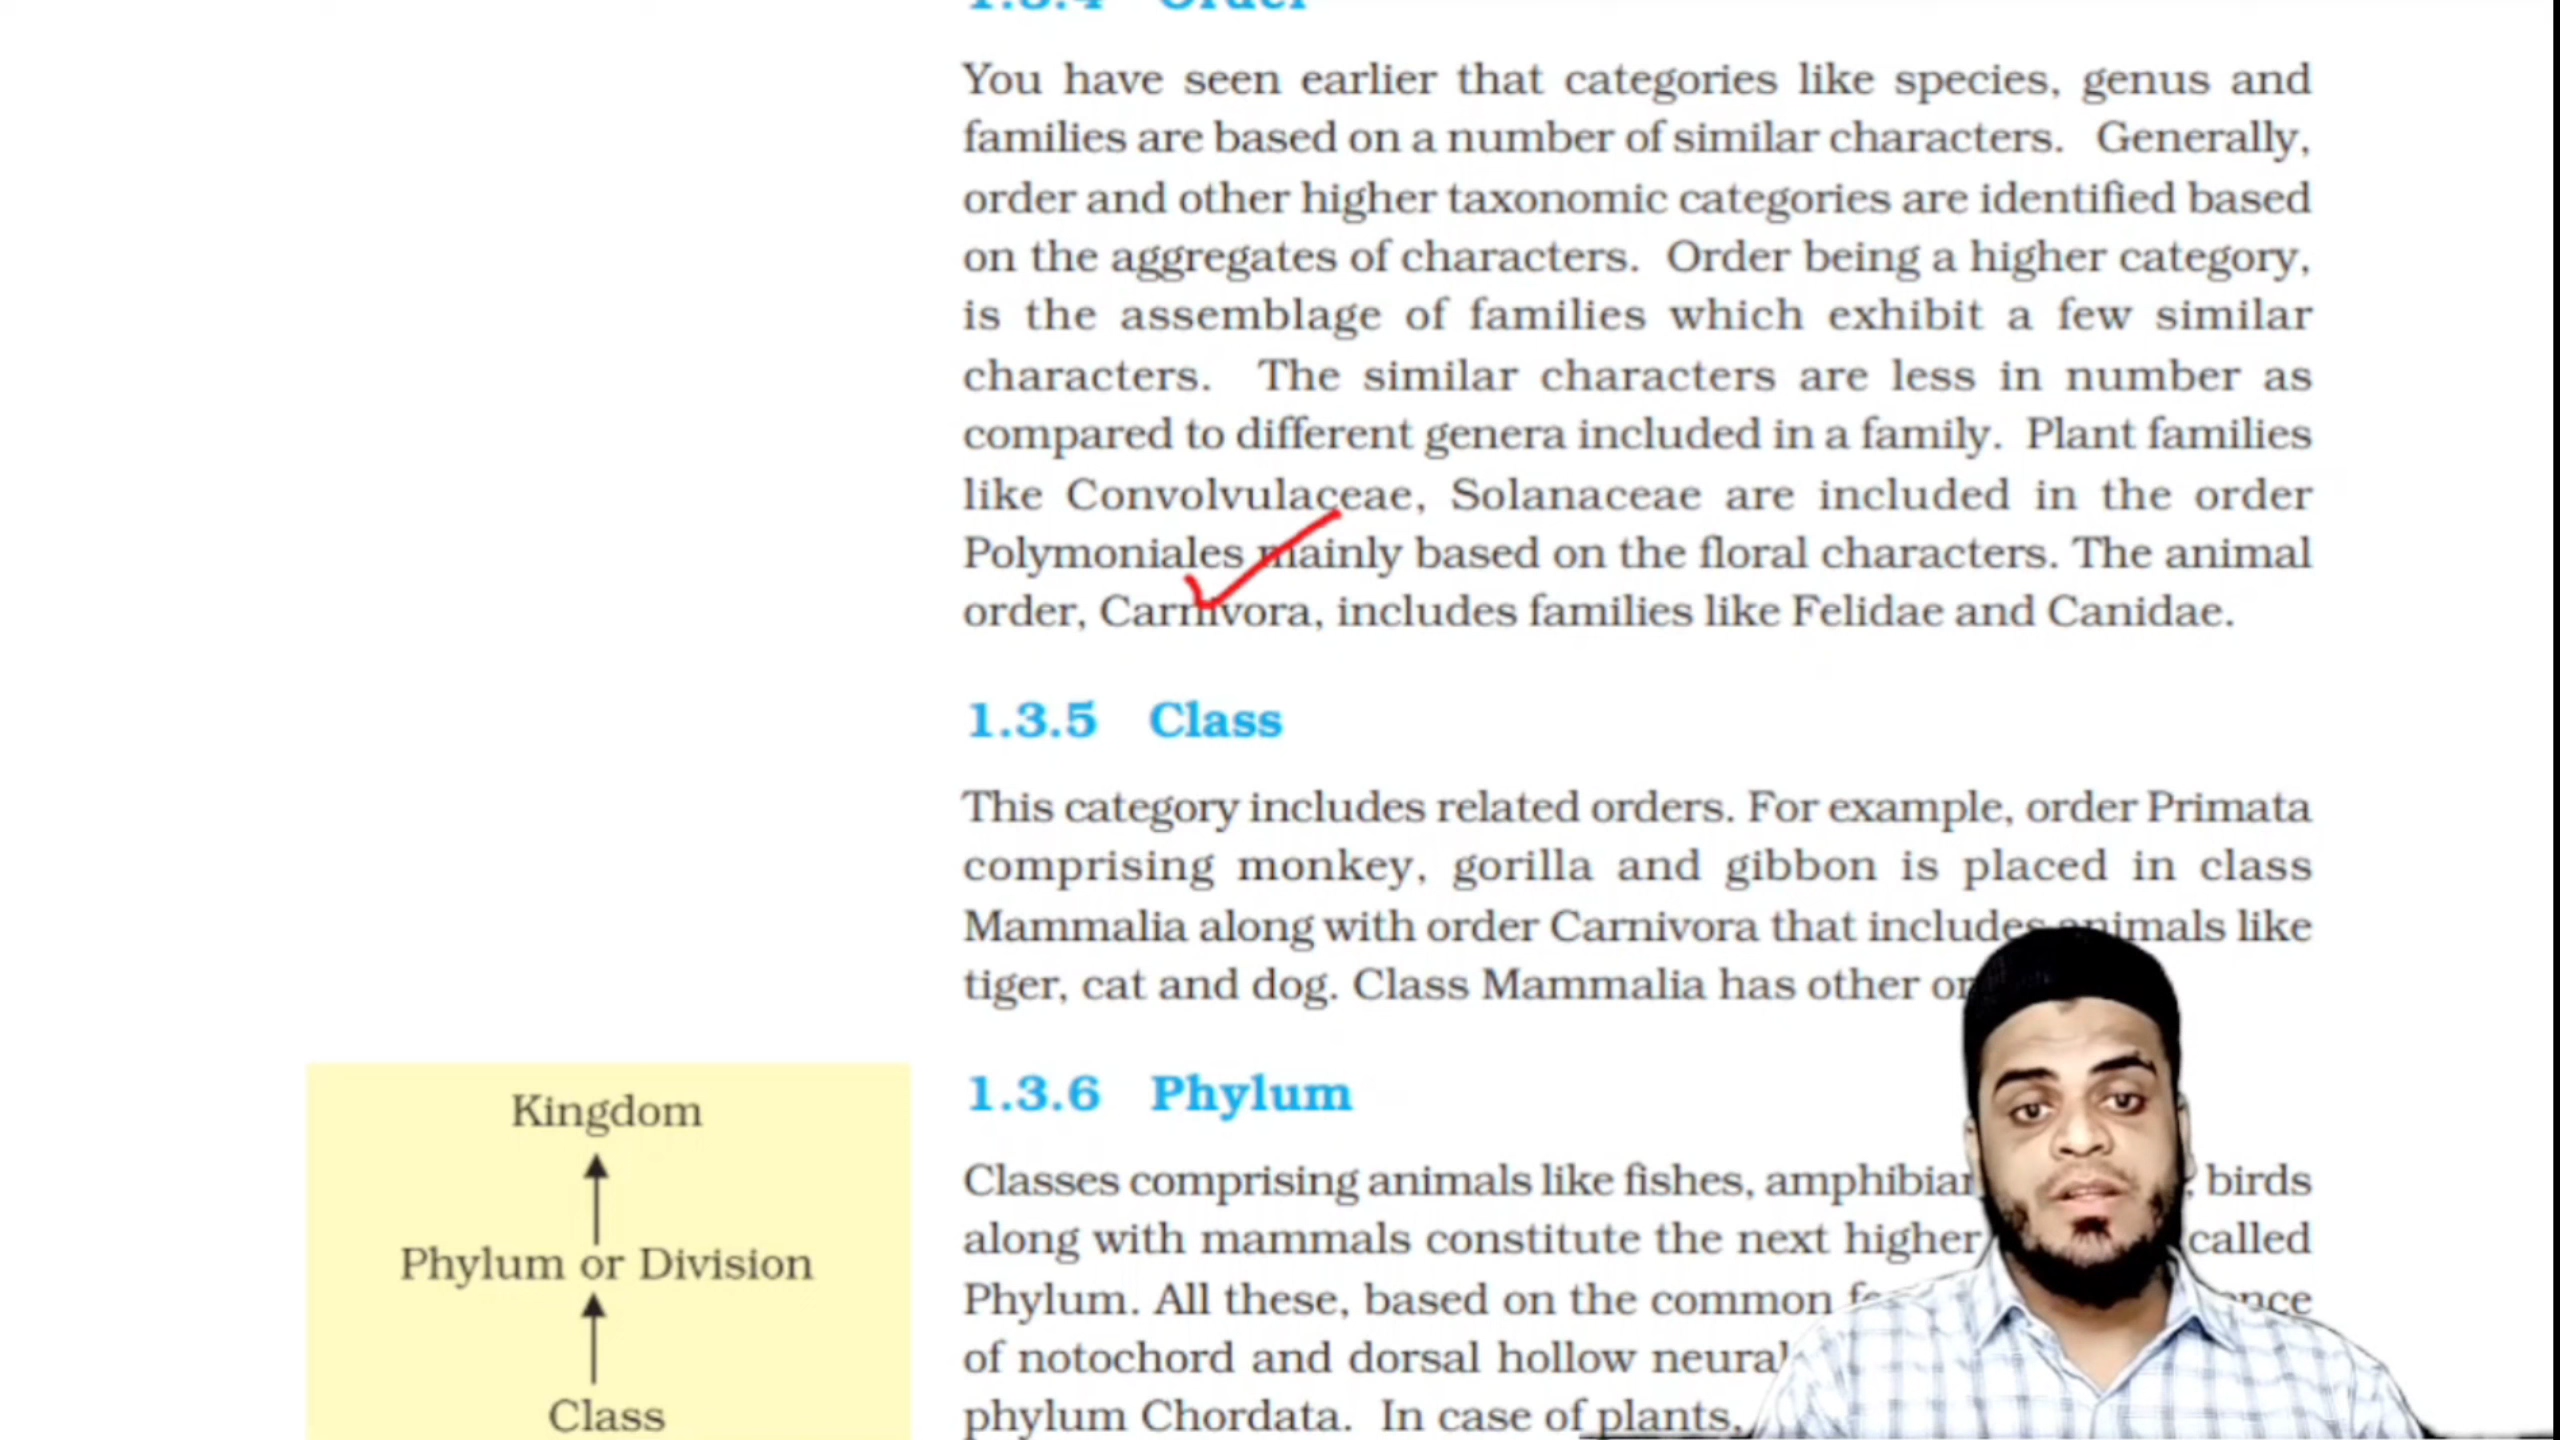 1.3.4 Order
You have seen earlier that categories like species, genus and
families are based on a number of similar characters. Generally,
order and other higher taxonomic categories are identified based
on the aggregates of characters. Order being a higher category,
is the assemblage of families which exhibit a few similar
characters. The similar characters are less in number as
compared to different genera included in a family. Plant families
like Convolvulaceae, Solanaceae are included in the order
Polymoniales mainly based on the floral characters. The animal
order, Carnivora, includes families like Felidae and Canidae.
1.3.5 Class
This category includes related orders. For example, order Primata
comprising monkey, gorilla and gibbon is placed in class
Mammalia along with order Carnivora that includes animals like
tiger, cat and dog. Class Mammalia has other
1.3.6 Phylum
Classes comprising animals like fishes, birds
along with mammals constitute the next higher called
Phylum. All these, based on the common
of notochord and dorsal hollow neural
phylum Chordata. In case of plants,
Kingdom
Phylum or Division
Class